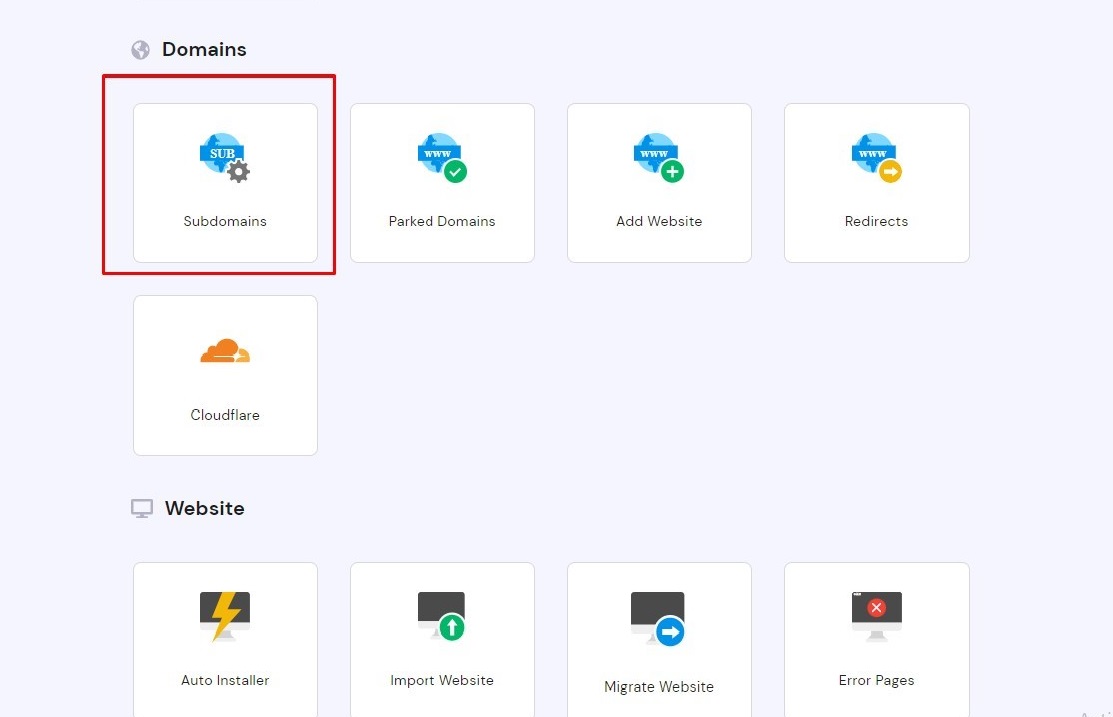 Domains
SUB
www
www
www
Subdomains
Parked Domains
Add Website
Redirects
Cloudflare
Website
Auto Installer
Import Website
Migrate Website
Error Pages